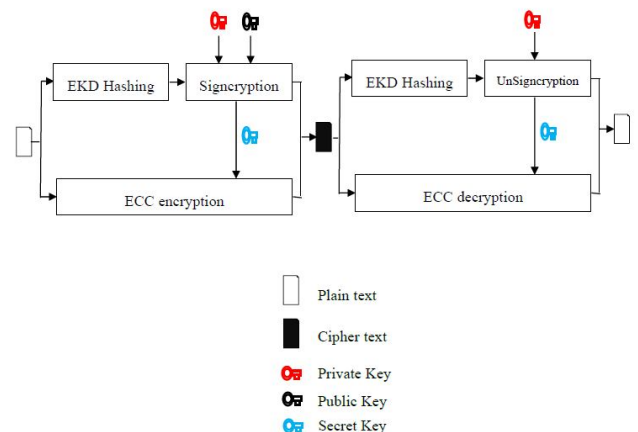 EKD Hashing
Signcryption
ECC encryption
EKD Hashing
UnSigncryption
ECC decryption
Plain text
Cipher text
Private Key
Public Key
Secret Key